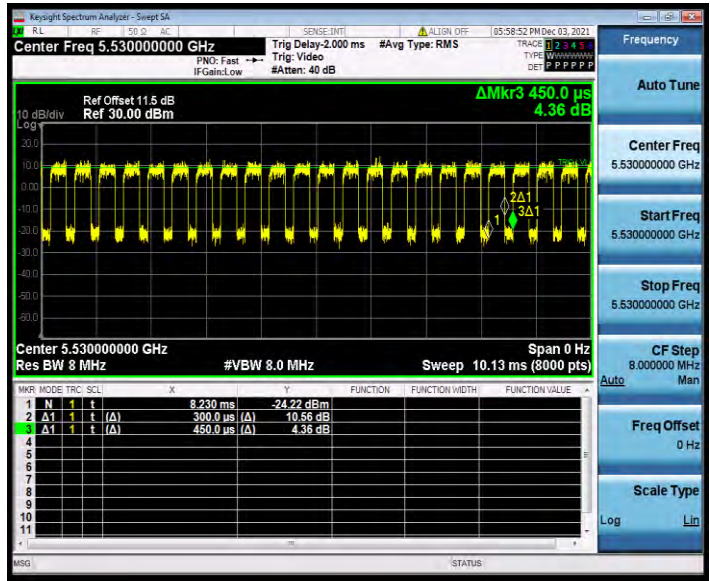 Keysight Spectrum Analyzer - Swept SA
RL RF 50 Ω AC SENSE:INT ALIGN OFF 05:58:52 PM Dec 03, 2021
Center Freq 5.530000000 GHz
PNO: Fast
IFGain:Low
Trig Delay-2.000 ms
Trig: Video
#Atten: 40 dB
#Avg Type: RMS
TRACE 1 2 3 4 5 6
TYPE
DET P P P P P P
ΔMkr3 450.0 µs
4.36 dB
10 dB/div
Log
Ref Offset 11.5 dB
Ref 30.00 dBm
20.0
10.0
0.00
-10.0
-20.0
-30.0
-40.0
-50.0
-60.0
2Δ1
1
3Δ1
Center 5.530000000 GHz Span 0 Hz
Res BW 8 MHz #VBW 8.0 MHz Sweep 10.13 ms (8000 pts)
MKR MODE TRC SCL X Y FUNCTION FUNCTION WIDTH FUNCTION VALUE
1 N 1 t 8.230 ms -24.22 dBm
2 Δ1 1 t (Δ) 300.0 µs (Δ) 10.56 dB
3 Δ1 1 t (Δ) 450.0 µs (Δ) 4.36 dB
4
5
6
7
8
9
10
11
MSG STATUS
Frequency
Auto Tune
Center Freq
5.530000000 GHz
Start Freq
5.530000000 GHz
Stop Freq
5.530000000 GHz
CF Step
8.000000 MHz
Auto Man
Freq Offset
0 Hz
Scale Type
Log Lin